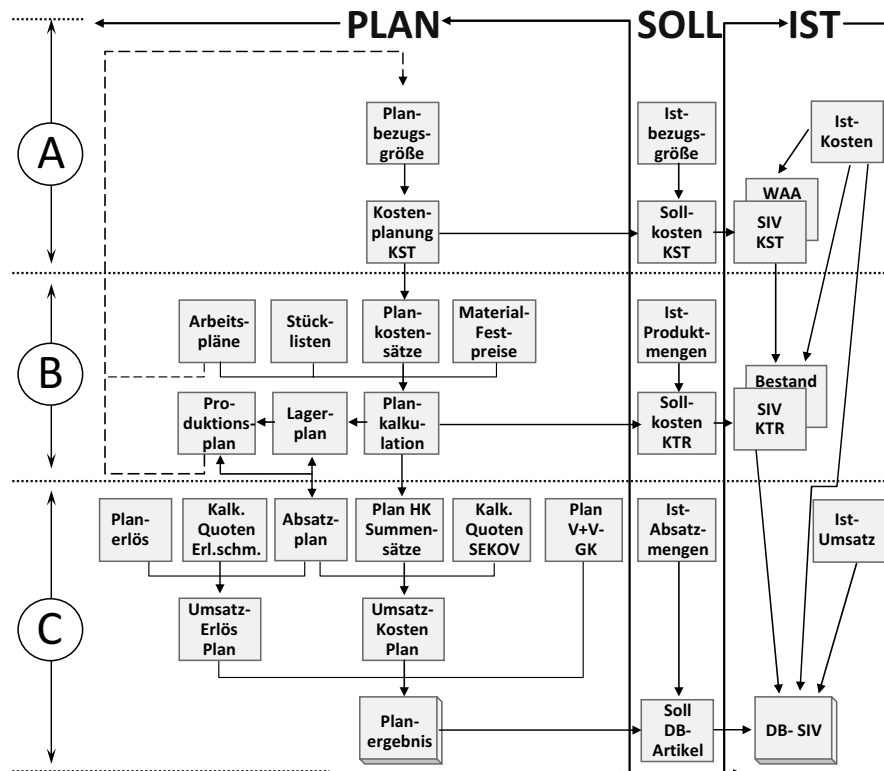 PLAN
SOLL
IST
A
Plan-
bezugs-
größe
Ist-
bezugs-
größe
Ist-
Kosten
WAA
Kosten-
planung
KST
Soll-
kosten
KST
SIV
KST
B
Arbeits-
pläne
Stück-
listen
Plan-
kosten-
sätze
Material-
Fest-
preise
Ist-
Produkt-
mengen
Bestand
Pro-
duktions-
plan
Lager-
plan
Plan-
kalku-
lation
Soll-
kosten
KTR
SIV
KTR
C
Plan-
erlös
Kalk.
Quoten
Erl.schm.
Absatz-
plan
Plan HK
Summen-
sätze
Kalk.
Quoten
SEKOV
Plan
V+V-
GK
Ist-
Absatz-
mengen
Ist-
Umsatz
Umsatz-
Erlös
Plan
Umsatz-
Kosten
Plan
Plan-
ergebnis
Soll
DB-
Artikel
DB- SIV